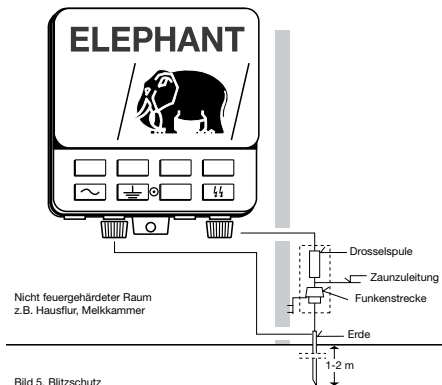 ELEPHANT
Drosselspule
Zaunzuleitung
Funkenstrecke
Nicht feuergehärdeter Raum
z.B. Hausflur, Melkkammer
Erde
1-2 m
Bild 5. Blitzschutz